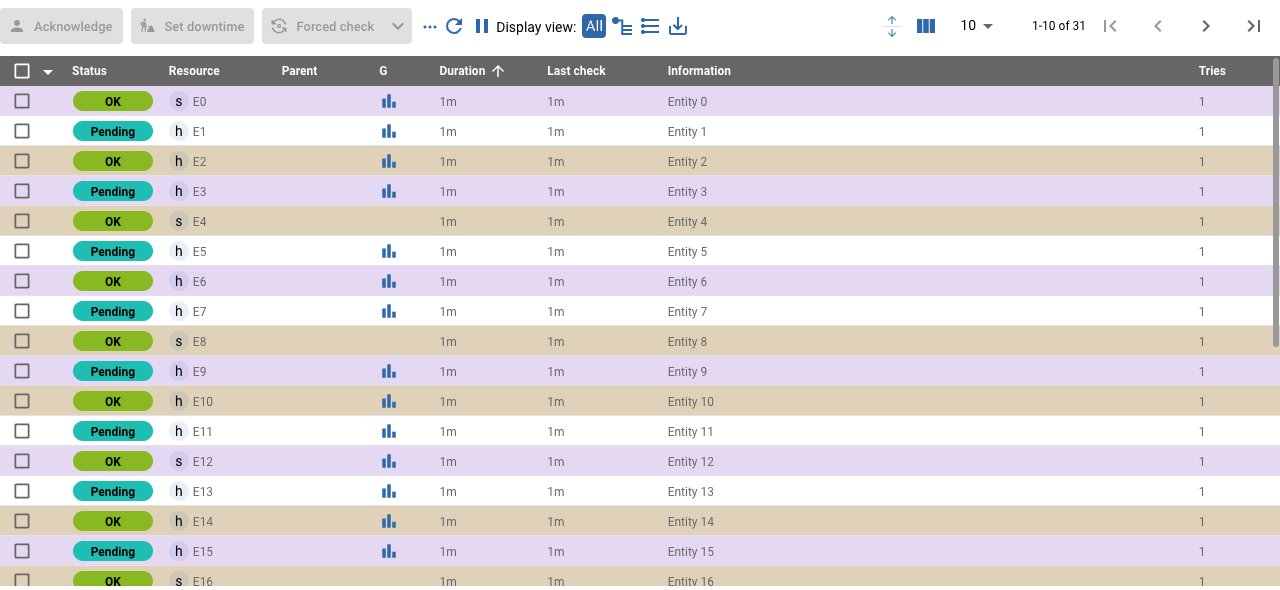 Acknowledge Set downtime Forced check Display view: All 10 1-10 of 31
Status Resource Parent G Duration Last check Information Tries
OK s E0 1m 1m Entity 0 1
Pending h E1 1m 1m Entity 1 1
OK h E2 1m 1m Entity 2 1
Pending h E3 1m 1m Entity 3 1
OK s E4 1m 1m Entity 4 1
Pending h E5 1m 1m Entity 5 1
OK h E6 1m 1m Entity 6 1
Pending h E7 1m 1m Entity 7 1
OK s E8 1m 1m Entity 8 1
Pending h E9 1m 1m Entity 9 1
OK h E10 1m 1m Entity 10 1
Pending h E11 1m 1m Entity 11 1
OK s E12 1m 1m Entity 12 1
Pending h E13 1m 1m Entity 13 1
OK h E14 1m 1m Entity 14 1
Pending h E15 1m 1m Entity 15 1
OK s E16 1m 1m Entity 16 1